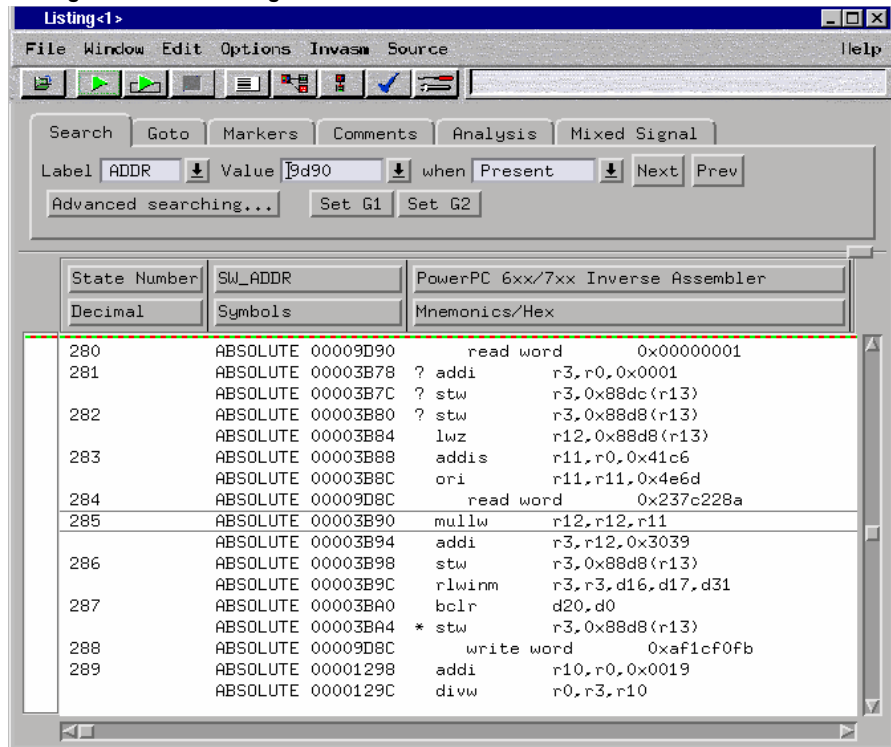 Listing<1>
File Window Edit Options Invasm Source Help
Search Goto Markers Comments Analysis Mixed Signal
Label ADDR Value 9d90 when Present Next Prev
Advanced searching... Set G1 Set G2
State Number SW_ADDR PowerPC 6xx/7xx Inverse Assembler
Decimal Symbols Mnemonics/Hex
280 ABSOLUTE 00009D90 read word 0x00000001
281 ABSOLUTE 00003B78 ? addi r3,r0,0x0001
ABSOLUTE 00003B7C ? stw r3,0x88dc(r13)
282 ABSOLUTE 00003B80 ? stw r3,0x88d8(r13)
ABSOLUTE 00003B84 lwz r12,0x88d8(r13)
283 ABSOLUTE 00003B88 addis r11,r0,0x41c6
ABSOLUTE 00003B8C ori r11,r11,0x4e6d
284 ABSOLUTE 00009D8C read word 0x237c228a
285 ABSOLUTE 00003B90 mullw r12,r12,r11
ABSOLUTE 00003B94 addi r3,r12,0x3039
286 ABSOLUTE 00003B98 stw r3,0x88d8(r13)
ABSOLUTE 00003B9C rlwinm r3,r3,d16,d17,d31
287 ABSOLUTE 00003BA0 bclr d20,d0
ABSOLUTE 00003BA4 * stw r3,0x88d8(r13)
288 ABSOLUTE 00009D8C write word 0xaf1cf0fb
289 ABSOLUTE 00001298 addi r10,r0,0x0019
ABSOLUTE 0000129C divw r0,r3,r10